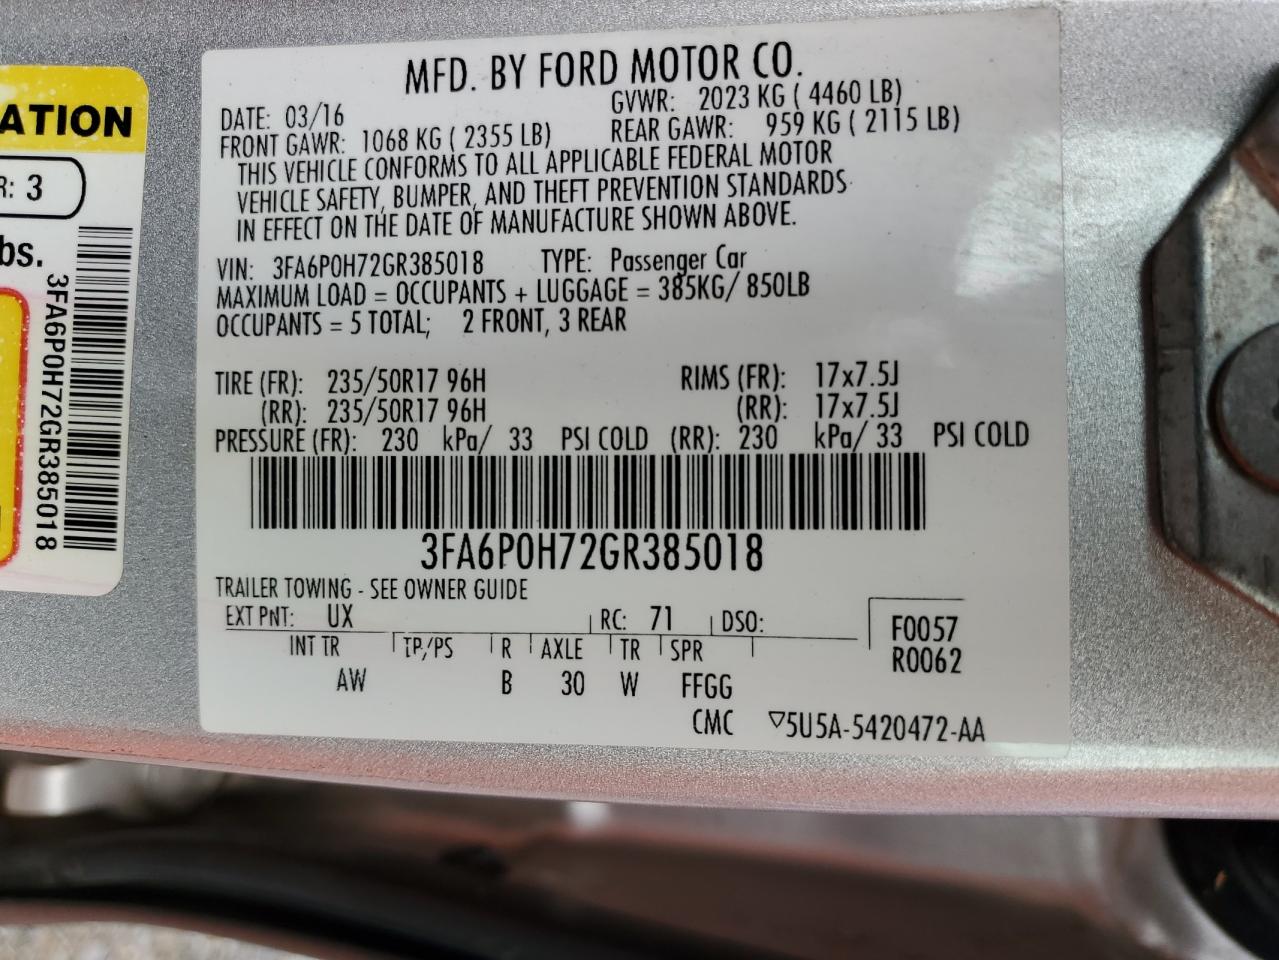 ATION
R: 3
bs.
3FA6P0H72GR385018
MFD. BY FORD MOTOR CO.
DATE: 03/16 GVWR: 2023 KG ( 4460 LB)
FRONT GAWR: 1068 KG ( 2355 LB) REAR GAWR: 959 KG ( 2115 LB)
THIS VEHICLE CONFORMS TO ALL APPLICABLE FEDERAL MOTOR
VEHICLE SAFETY, BUMPER, AND THEFT PREVENTION STANDARDS
IN EFFECT ON THE DATE OF MANUFACTURE SHOWN ABOVE.
VIN: 3FA6P0H72GR385018 TYPE: Passenger Car
MAXIMUM LOAD = OCCUPANTS + LUGGAGE = 385KG/ 850LB
OCCUPANTS = 5 TOTAL; 2 FRONT, 3 REAR
TIRE (FR): 235/50R17 96H RIMS (FR): 17x7.5J
(RR): 235/50R17 96H (RR): 17x7.5J
PRESSURE (FR): 230 kPa/ 33 PSI COLD (RR): 230 kPa/ 33 PSI COLD
3FA6P0H72GR385018
TRAILER TOWING - SEE OWNER GUIDE
EXT PNT: UX RC: 71 DSO: F0057
INT TR TP/PS R AXLE TR SPR R0062
AW B 30 W FFGG
CMC ▽5U5A-5420472-AA